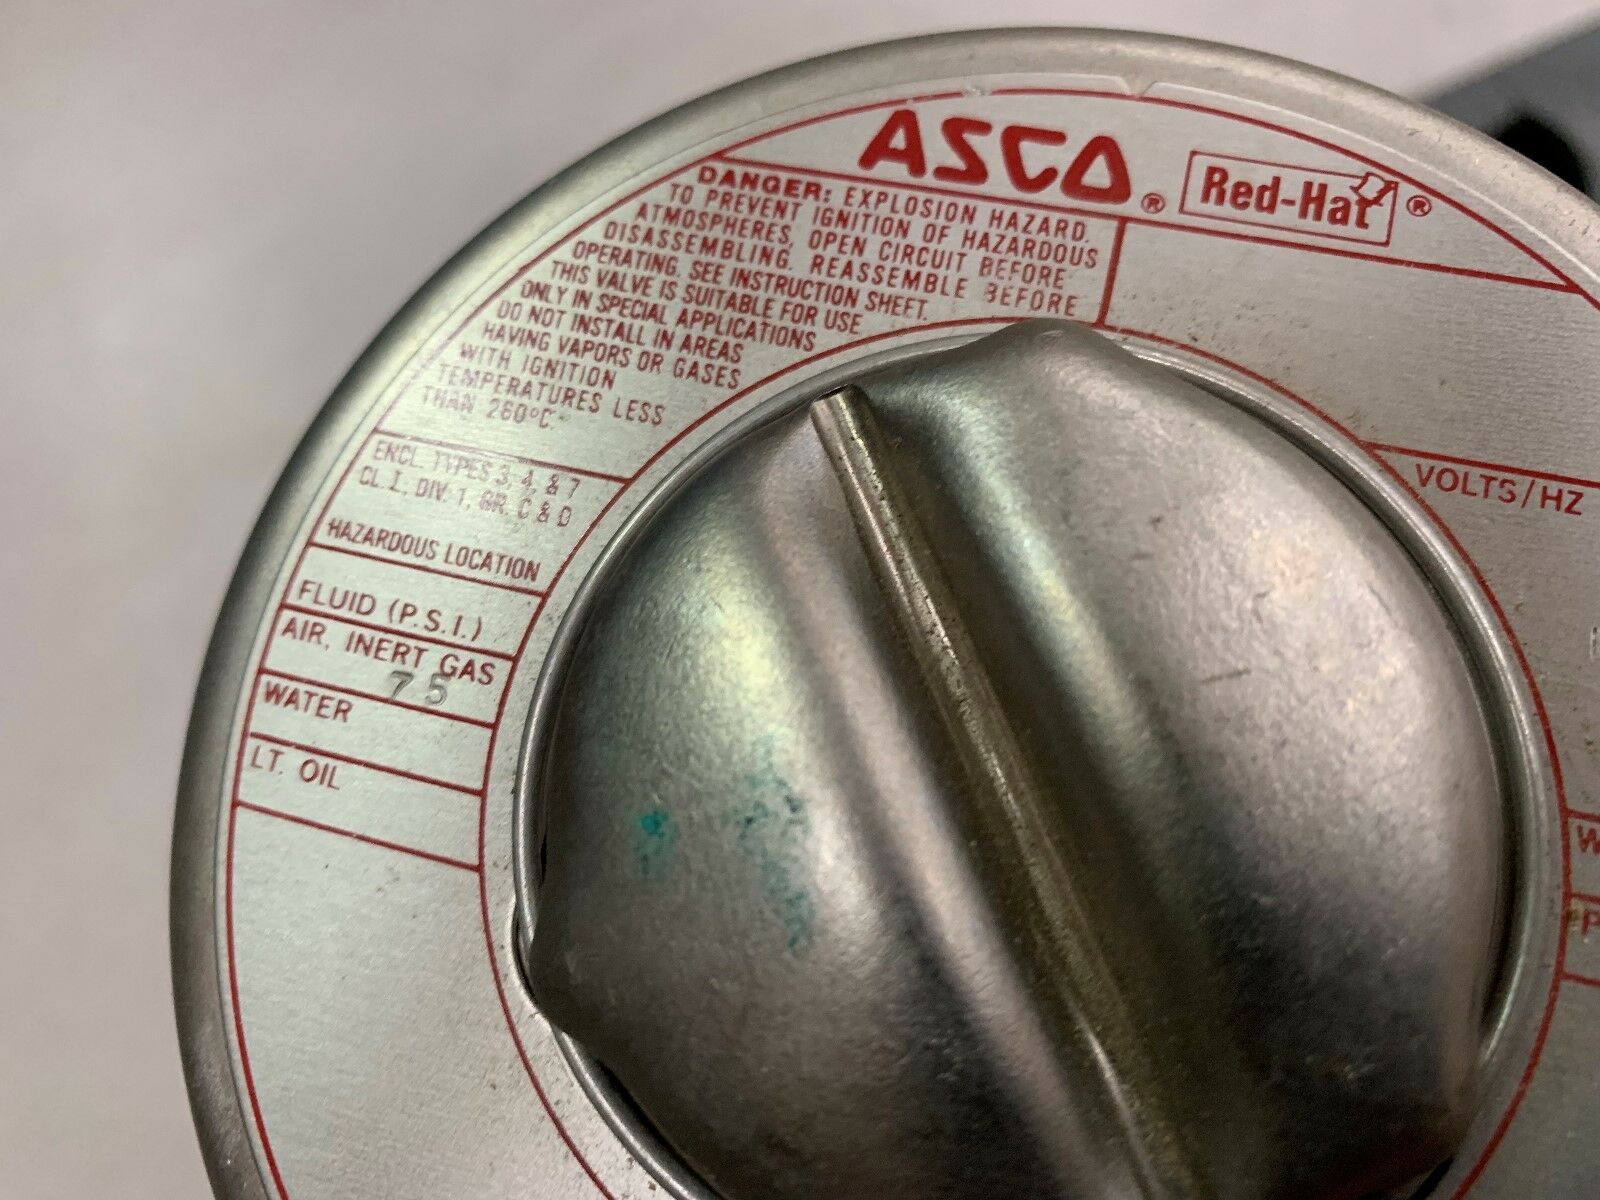 ASCO ® Red-Hat ®
DANGER: EXPLOSION HAZARD.
TO PREVENT IGNITION OF HAZARDOUS
ATMOSPHERES, OPEN CIRCUIT BEFORE
DISASSEMBLING. REASSEMBLE BEFORE
OPERATING. SEE INSTRUCTION SHEET.
THIS VALVE IS SUITABLE FOR USE
ONLY IN SPECIAL APPLICATIONS
DO NOT INSTALL IN AREAS
HAVING VAPORS OR GASES
WITH IGNITION
TEMPERATURES LESS
THAN 260°C
ENCL. TYPES 3, 4, & 7
CL. I, DIV. 1, GR. C & D
HAZARDOUS LOCATION
FLUID (P.S.I.)
AIR, INERT GAS
75
WATER
LT. OIL
VOLTS/HZ
W
P